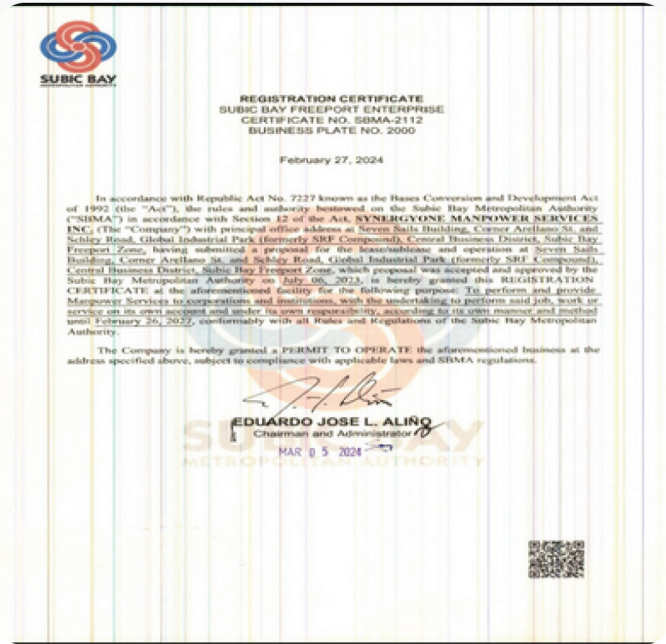 SUBIC BAY
METROPOLITAN AUTHORITY
REGISTRATION CERTIFICATE
SUBIC BAY FREEPORT ENTERPRISE
CERTIFICATE NO. SBMA-2112
BUSINESS PLATE NO. 2000
February 27, 2024
In accordance with Republic Act No. 7227 known as the Bases Conversion and Development Act
of 1992 (the "Act"), the rules and authority bestowed on the Subic Bay Metropolitan Authority
("SBMA") in accordance with Section 12 of the Act, SYNERGYONE MANPOWER SERVICES
INC. (The "Company") with principal office address at Seven Sails Building, Corner Arellano St. and
Schley Road, Global Industrial Park (formerly SRF Compound), Central Business District, Subic Bay
Freeport Zone, having submitted a proposal for the lease/sublease and operation at Seven Sails
Building, Corner Arellano St. and Schley Road, Global Industrial Park (formerly SRF Compound),
Central Business District, Subic Bay Freeport Zone, which proposal was accepted and approved by the
Subic Bay Metropolitan Authority on July 06, 2023, is hereby granted this REGISTRATION
CERTIFICATE at the aforementioned facility for the following purpose: To perform and provide
Manpower Services to corporations and institutions, with the undertaking to perform said job, work or
service on its own account and under its own responsibility, according to its own manner and method
until February 26, 2027, conformably with all Rules and Regulations of the Subic Bay Metropolitan
Authority.
The Company is hereby granted a PERMIT TO OPERATE the aforementioned business at the
address specified above, subject to compliance with applicable laws and SBMA regulations.
EDUARDO JOSE L. ALIÑO
Chairman and Administrator
MAR 05 2024
SUBIC BAY
METROPOLITAN AUTHORITY